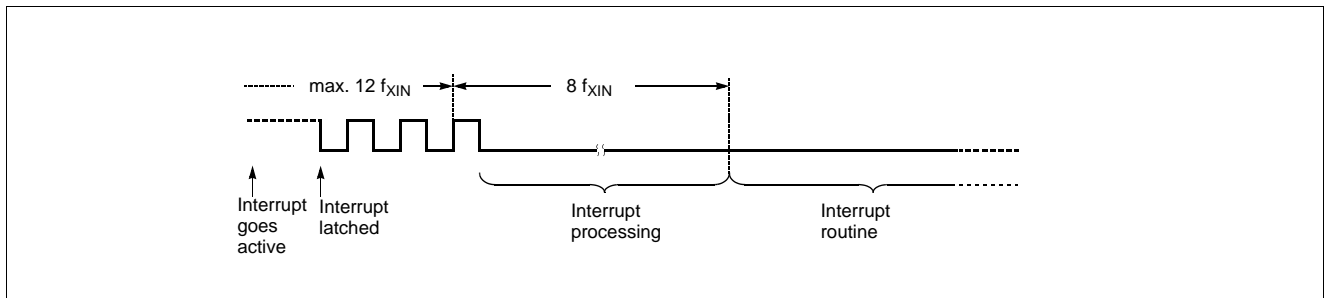 max. 12 fXIN
8 fXIN
Interrupt
goes
active
Interrupt
latched
Interrupt
processing
Interrupt
routine